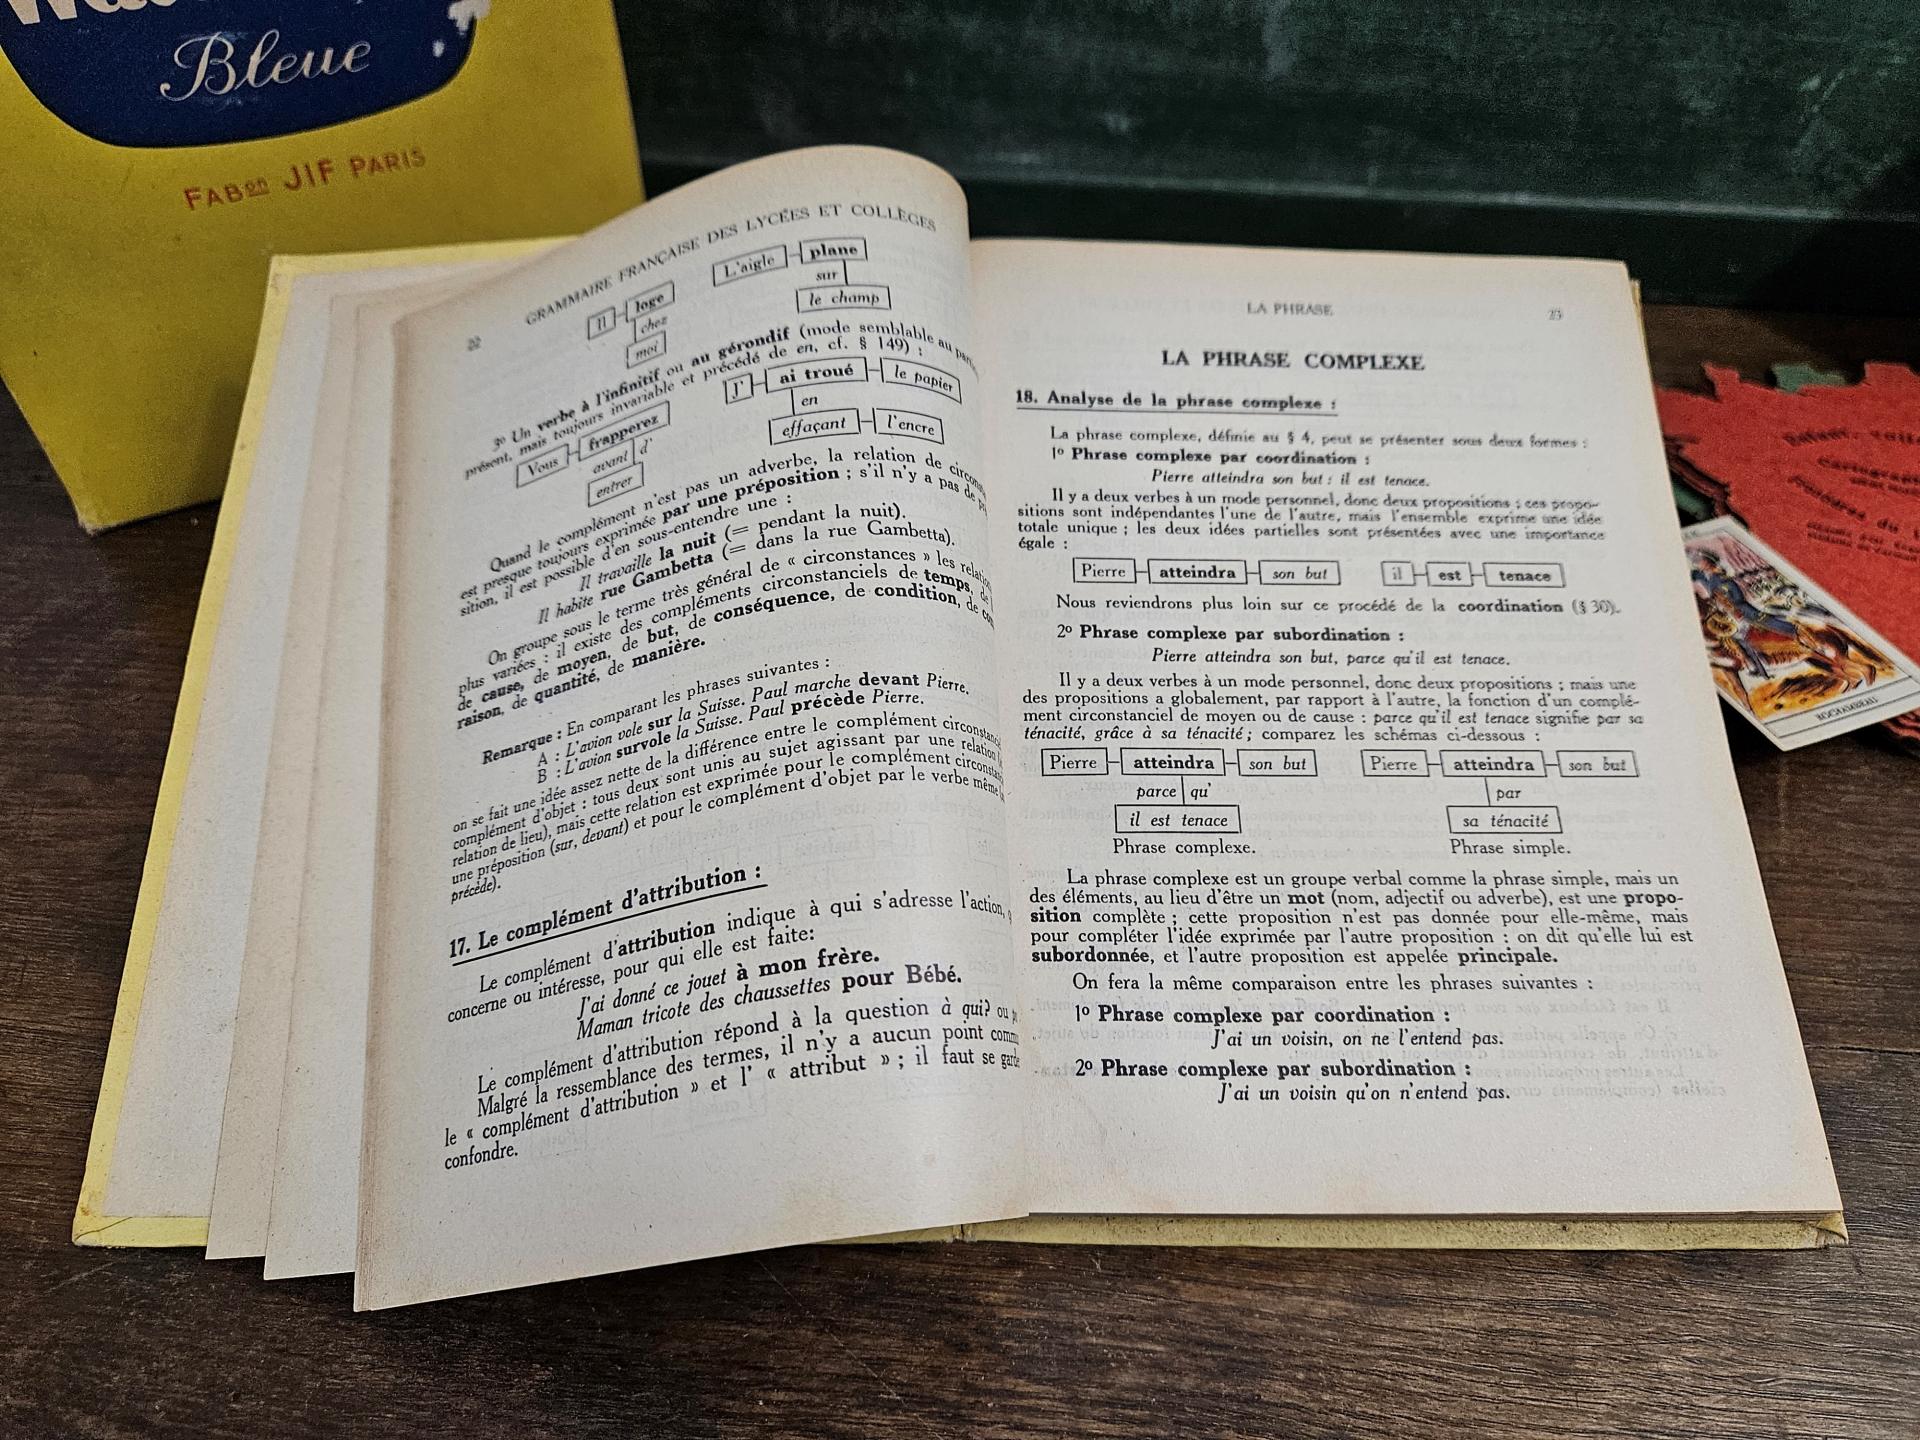 Bleue
FABon JIF PARIS
22
GRAMMAIRE FRANÇAISE DES LYCÉES ET COLLÈGES
Il loge
chez
moi
L'aigle plane
sur
le champ
3o Un verbe à l'infinitif ou au gérondif (mode semblable au
présent, mais toujours invariable et précédé de en, cf. § 149) :
Vous frapperez
avant d'
entrer
J' ai troué le papier
en
effaçant l'encre
Quand le complément n'est pas un adverbe, la relation de
est presque toujours exprimée par une préposition ; s'il n'y a pas de
sition, il est possible d'en sous-entendre une :
Il travaille la nuit (= pendant la nuit).
Il habite rue Gambetta (= dans la rue Gambetta).
On groupe sous le terme très général de « circonstances » les
plus variées : il existe des compléments circonstanciels de temps, de
de cause, de moyen, de but, de conséquence, de condition, de
raison, de quantité, de manière.
Remarque : En comparant les phrases suivantes :
A : L'avion vole sur la Suisse. Paul marche devant Pierre.
B : L'avion survole la Suisse. Paul précède Pierre.
on se fait une idée assez nette de la différence entre le complément
complément d'objet : tous deux sont unis au sujet agissant par une relation
relation de lieu), mais cette relation est exprimée pour le complément
une préposition (sur, devant) et pour le complément d'objet par le verbe même
précède).
17. Le complément d'attribution :
Le complément d'attribution indique à qui s'adresse l'action,
concerne ou intéresse, pour qui elle est faite:
J'ai donné ce jouet à mon frère.
Maman tricote des chaussettes pour Bébé.
Le complément d'attribution répond à la question à qui? ou
Malgré la ressemblance des termes, il n'y a aucun point
le « complément d'attribution » et l' « attribut » ; il faut se
confondre.
LA PHRASE
23
LA PHRASE COMPLEXE
18. Analyse de la phrase complexe :
La phrase complexe, définie au § 4, peut se présenter sous deux formes :
1o Phrase complexe par coordination :
Pierre atteindra son but : il est tenace.
Il y a deux verbes à un mode personnel, donc deux propositions ; ces propo-
sitions sont indépendantes l'une de l'autre, mais l'ensemble exprime une idée
totale unique ; les deux idées partielles sont présentées avec une importance
égale :
Pierre atteindra son but il est tenace
Nous reviendrons plus loin sur ce procédé de la coordination (§ 30).
2o Phrase complexe par subordination :
Pierre atteindra son but, parce qu'il est tenace.
Il y a deux verbes à un mode personnel, donc deux propositions ; mais une
des propositions a globalement, par rapport à l'autre, la fonction d'un complé-
ment circonstanciel de moyen ou de cause : parce qu'il est tenace signifie par sa
ténacité, grâce à sa ténacité ; comparez les schémas ci-dessous :
Pierre atteindra son but
parce qu'
il est tenace
Phrase complexe.
Pierre atteindra son but
par
sa ténacité
Phrase simple.
La phrase complexe est un groupe verbal comme la phrase simple, mais un
des éléments, au lieu d'être un mot (nom, adjectif ou adverbe), est une propo-
sition complète ; cette proposition n'est pas donnée pour elle-même, mais
pour compléter l'idée exprimée par l'autre proposition : on dit qu'elle lui est
subordonnée, et l'autre proposition est appelée principale.
On fera la même comparaison entre les phrases suivantes :
1o Phrase complexe par coordination :
J'ai un voisin, on ne l'entend pas.
2o Phrase complexe par subordination :
J'ai un voisin qu'on n'entend pas.
ROCHAMBEAU